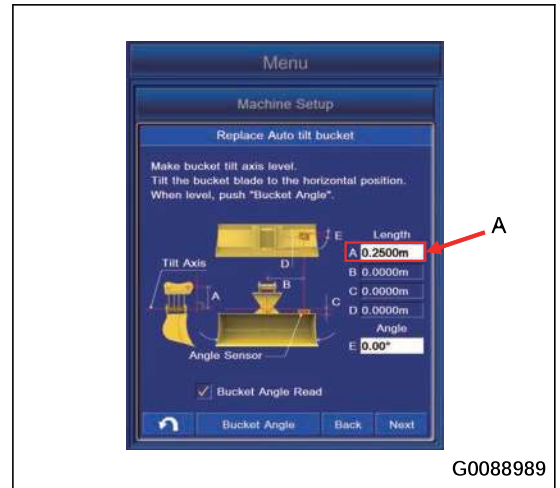 Menu
Machine Setup
Replace Auto tilt bucket
Make bucket tilt axis level.
Tilt the bucket blade to the horizontal position.
When level, push "Bucket Angle".
E
Length
A
A 0.2500m
D
Tilt Axis
B
B 0.0000m
A
C
C 0.0000m
D 0.0000m
Angle
E 0.00°
Angle Sensor
Bucket Angle Read
Bucket Angle Back Next
G0088989